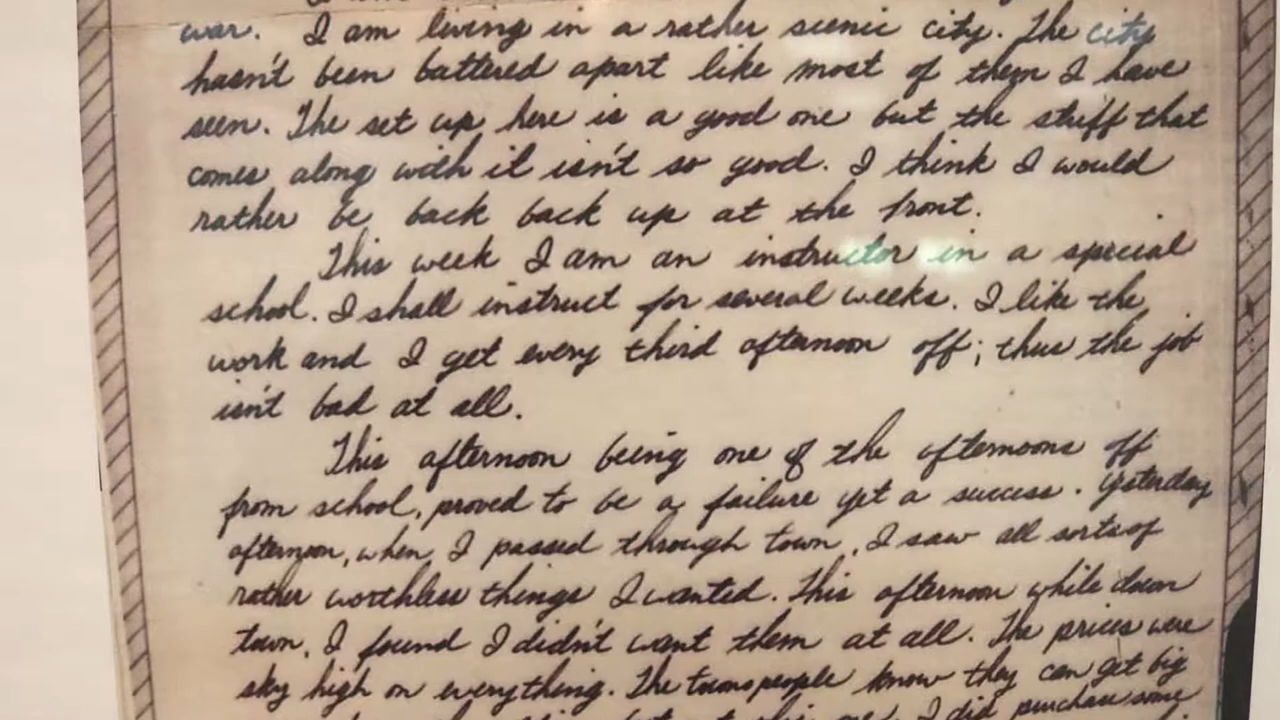 war. I am living in a rather scenic city. The city
hasn't been battered apart like most of them I have
seen. The set up here is a good one but the stuff that
comes along with it isn't so good. I think I would
rather be back back up at the front.
This week I am an instructor in a special
school. I shall instruct for several weeks. I like the
work and I get every third afternoon off; thus the job
isn't bad at all.
This afternoon being one of the afternoons off
from school, proved to be a failure yet a success. Yesterday
afternoon, when I passed through town, I saw all sorts of
rather worthless things I wanted. This afternoon while down
town, I found I didn't want them at all. The prices were
sky high on everything. The townspeople know they can get big
I did purchase some